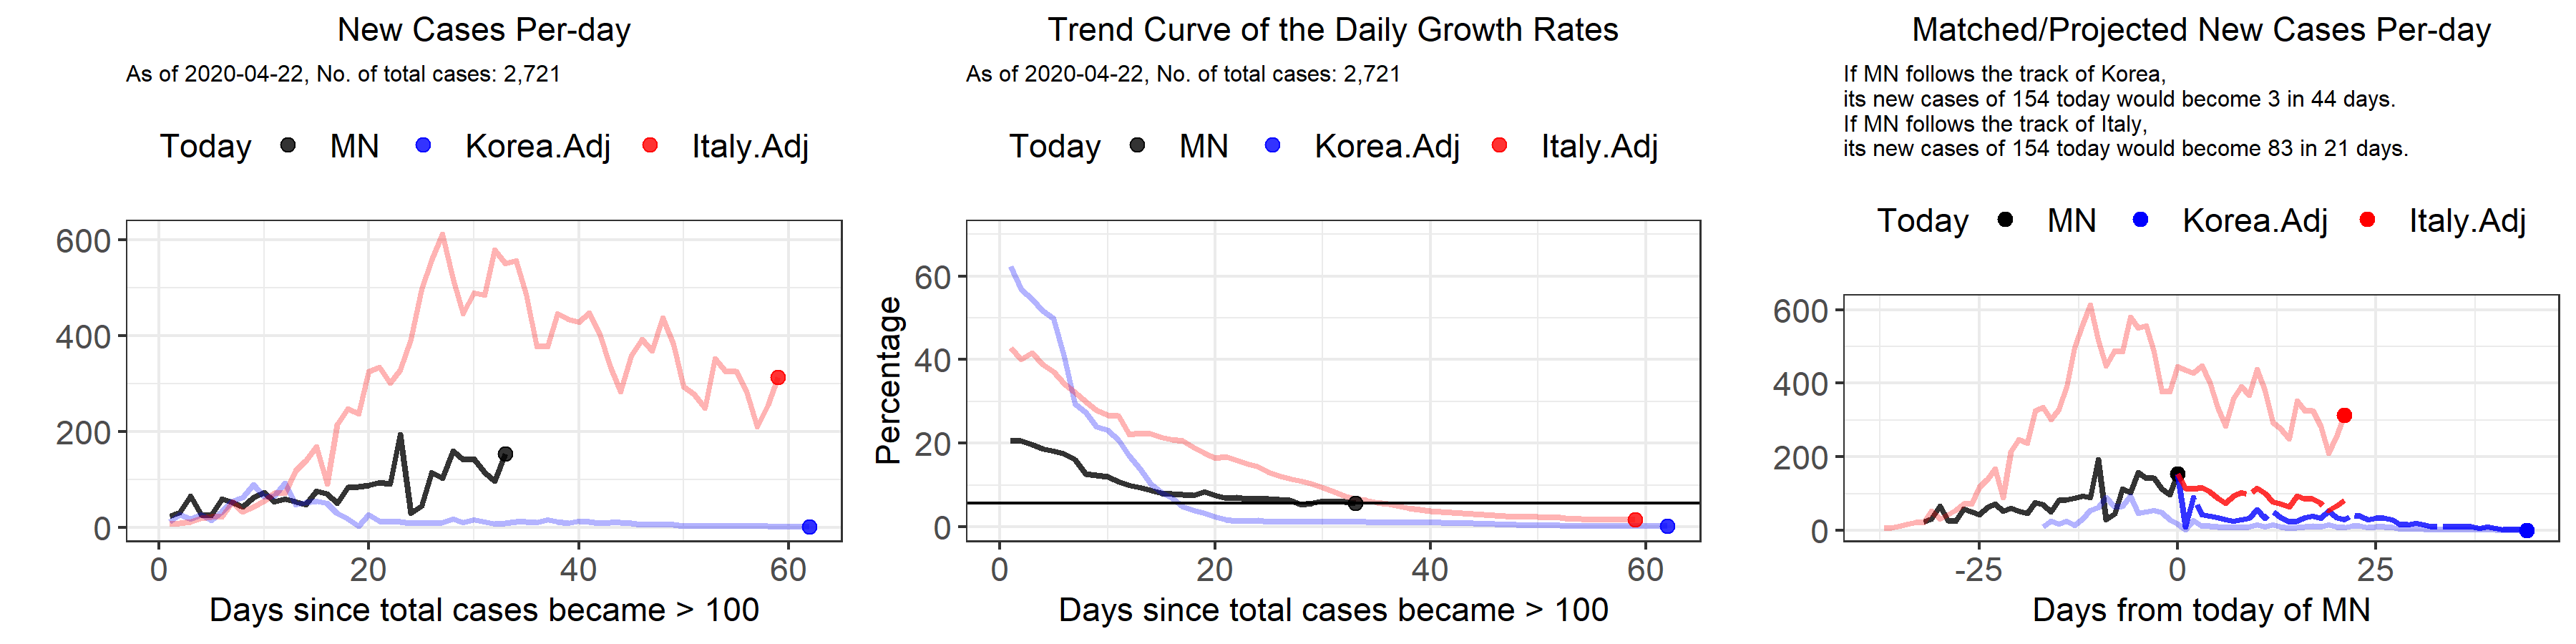 New Cases Per-day
As of 2020-04-22, No. of total cases: 2,721
Today MN Korea.Adj Italy.Adj
600
400
200
0
0 20 40 60
Days since total cases became > 100
Trend Curve of the Daily Growth Rates
As of 2020-04-22, No. of total cases: 2,721
Today MN Korea.Adj Italy.Adj
Percentage
60
40
20
0
0 20 40 60
Days since total cases became > 100
Matched/Projected New Cases Per-day
If MN follows the track of Korea,
its new cases of 154 today would become 3 in 44 days.
If MN follows the track of Italy,
its new cases of 154 today would become 83 in 21 days.
Today MN Korea.Adj Italy.Adj
600
400
200
0
-25 0 25
Days from today of MN